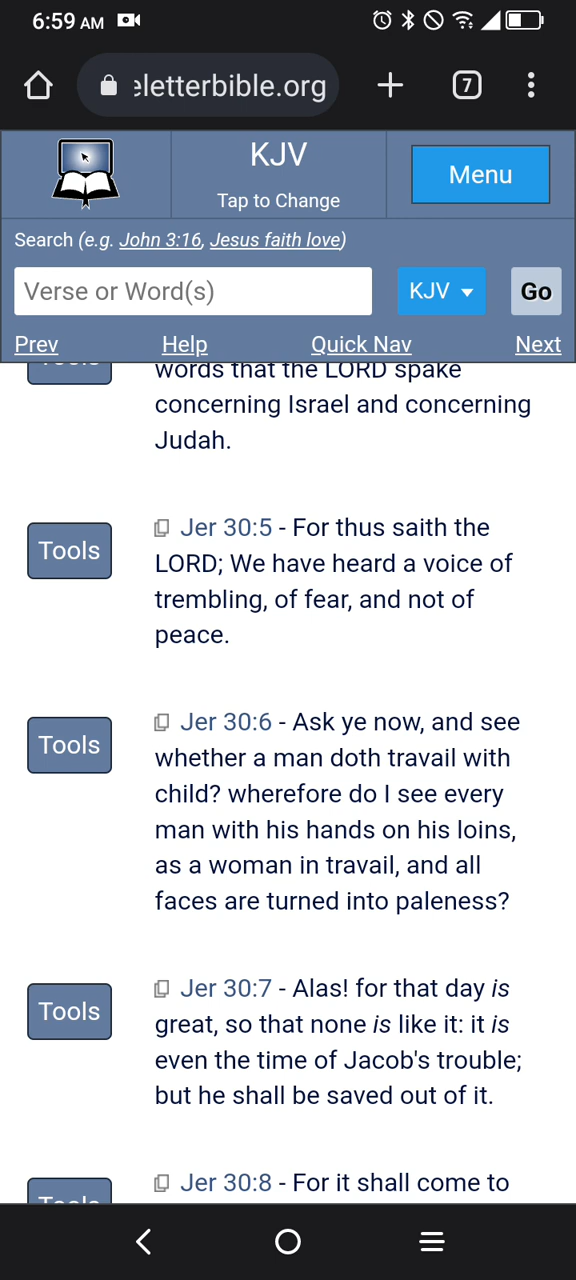 6:59 AM
eletterbible.org
7
KJV
Tap to Change
Menu
Search (e.g. John 3:16, Jesus faith love)
Verse or Word(s)
KJV
Go
Prev
Help
Quick Nav
Next
Tools
words that the LORD spake
concerning Israel and concerning
Judah.
Tools
Jer 30:5 - For thus saith the
LORD; We have heard a voice of
trembling, of fear, and not of
peace.
Tools
Jer 30:6 - Ask ye now, and see
whether a man doth travail with
child? wherefore do I see every
man with his hands on his loins,
as a woman in travail, and all
faces are turned into paleness?
Tools
Jer 30:7 - Alas! for that day is
great, so that none is like it: it is
even the time of Jacob's trouble;
but he shall be saved out of it.
Tools
Jer 30:8 - For it shall come to